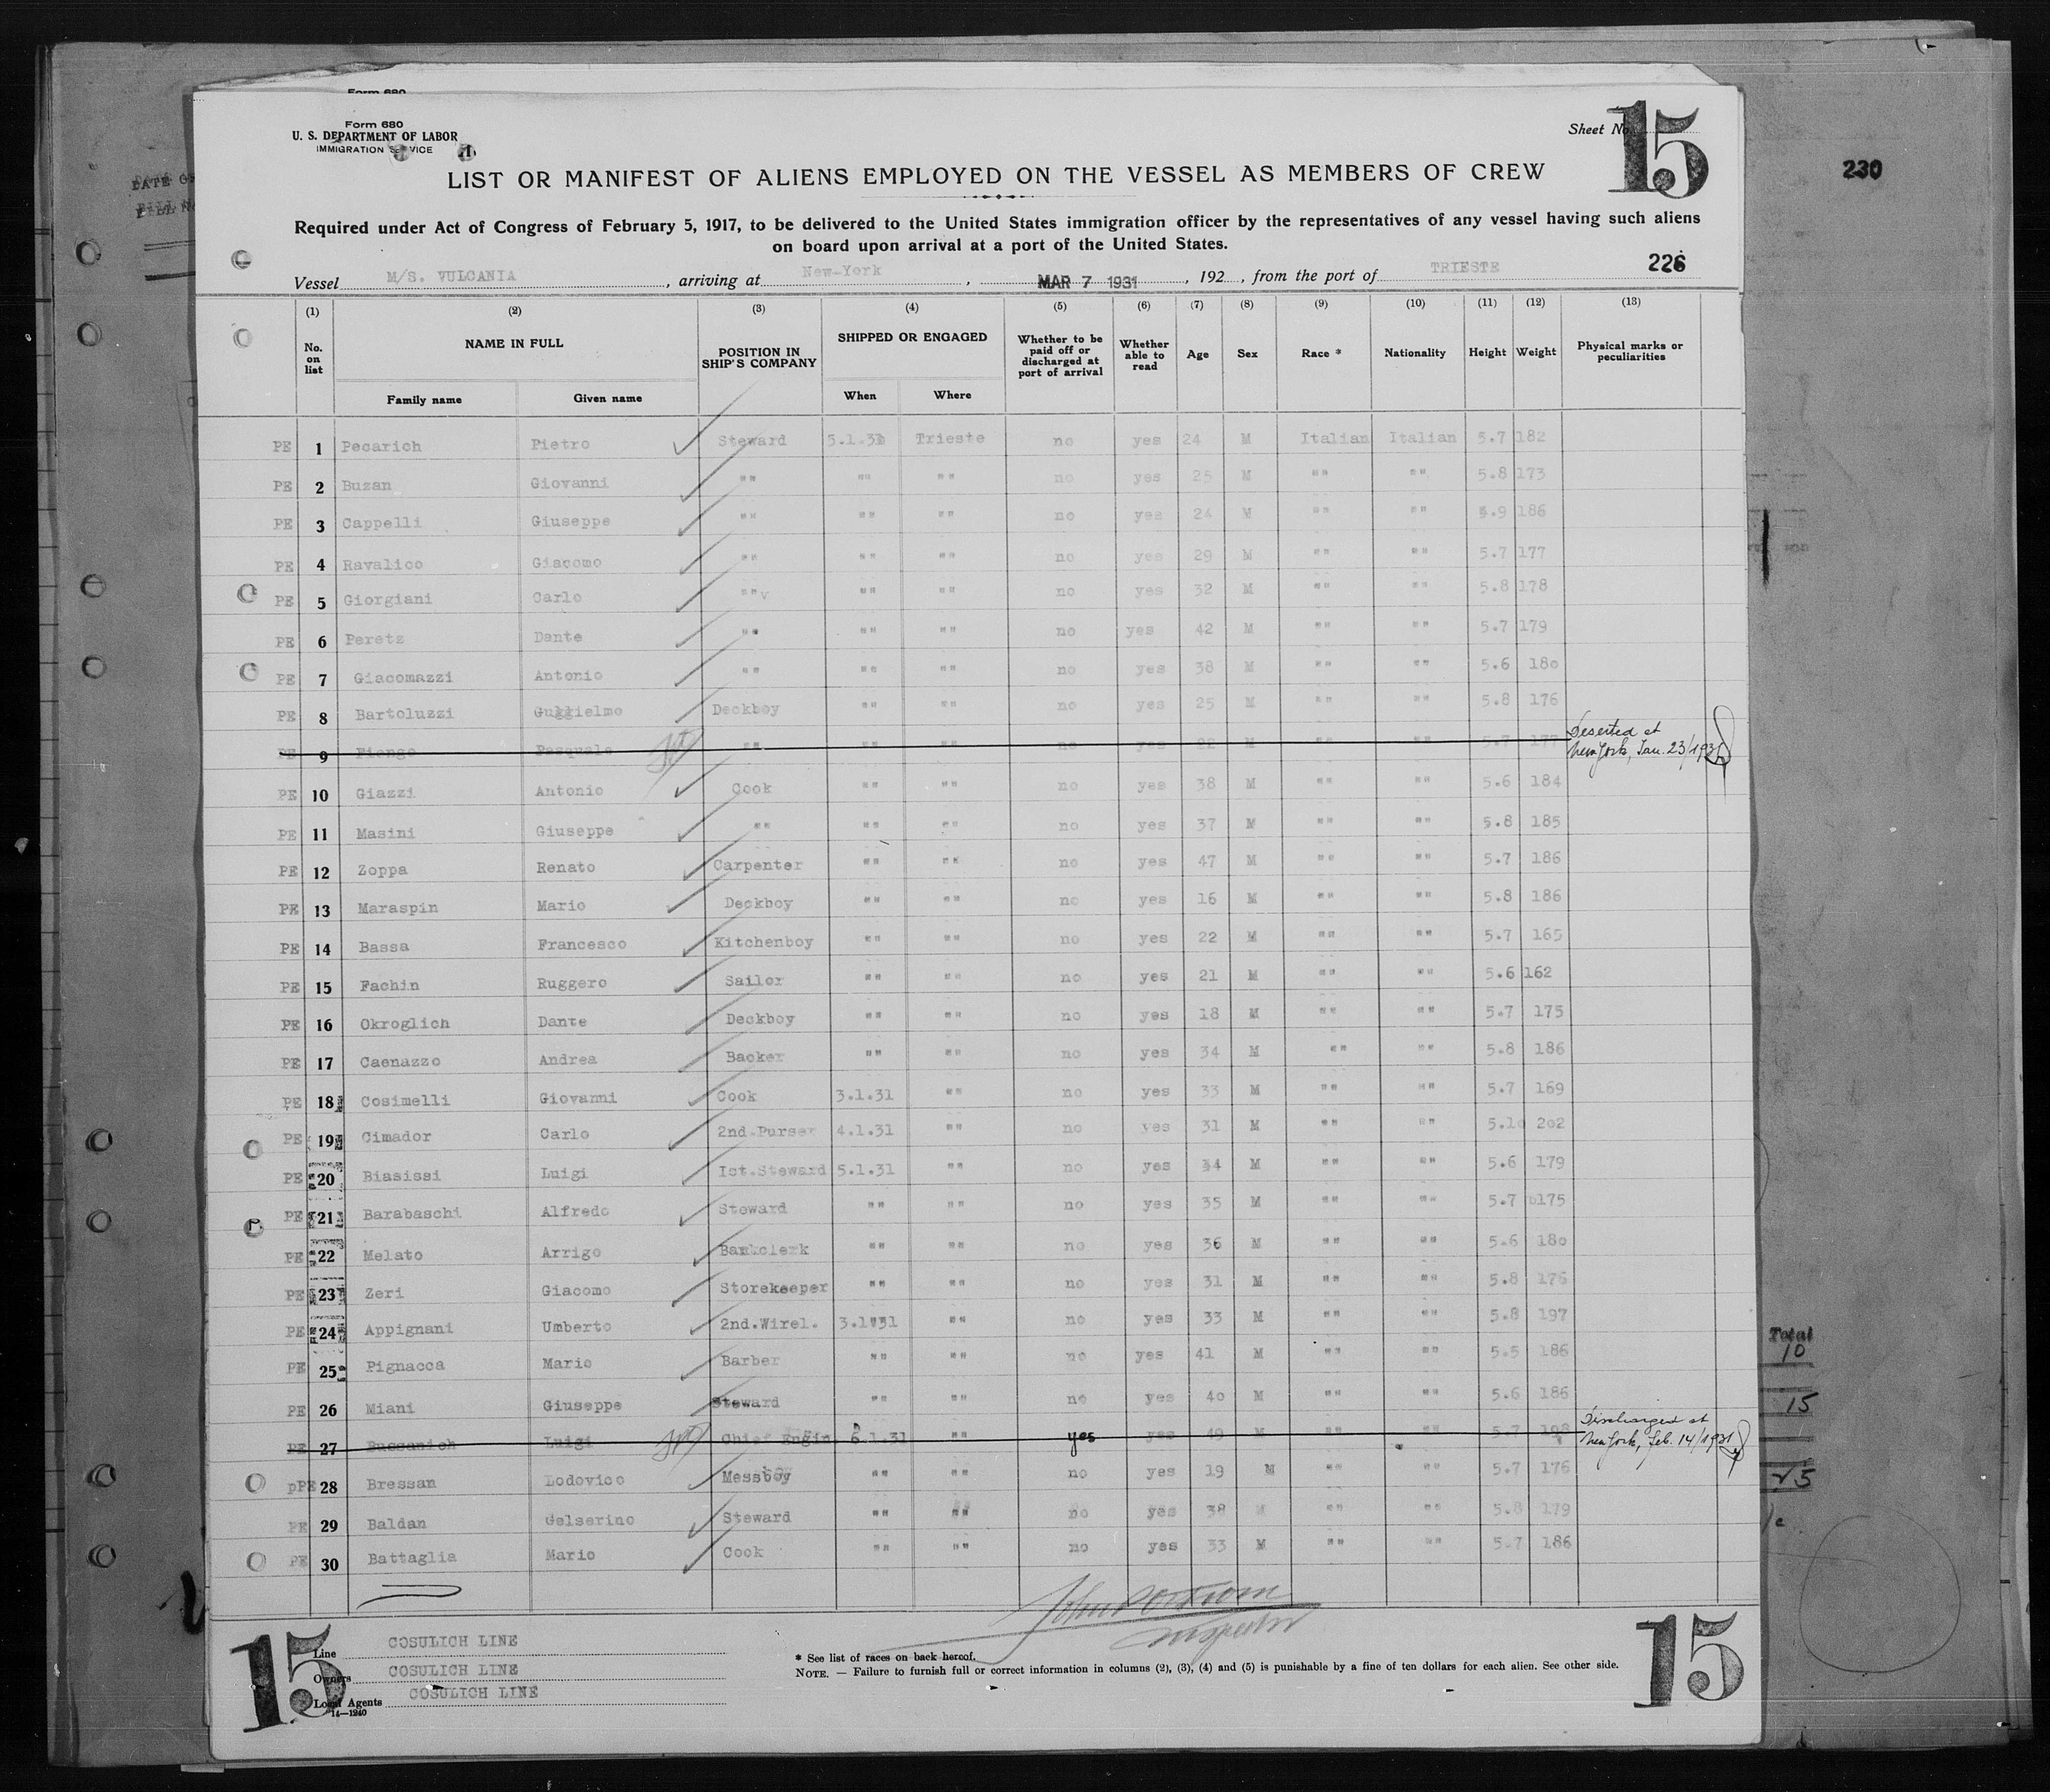 Form 680
Form 680
U. S. DEPARTMENT OF LABOR
IMMIGRATION SERVICE
Sheet No. 15
230
LIST OR MANIFEST OF ALIENS EMPLOYED ON THE VESSEL AS MEMBERS OF CREW
Required under Act of Congress of February 5, 1917, to be delivered to the United States immigration officer by the representatives of any vessel having such aliens
on board upon arrival at a port of the United States.
226
Vessel M/S. VULCANIA, arriving at New-York, MAR 7 1931, 192, from the port of TRIESTE
(1) (2) (3) (4) (5) (6) (7) (8) (9) (10) (11) (12) (13)
No. on list NAME IN FULL POSITION IN SHIP'S COMPANY SHIPPED OR ENGAGED Whether to be paid off or discharged at port of arrival Whether able to read Age Sex Race * Nationality Height Weight Physical marks or peculiarities
Family name Given name When Where
PE 1 Pecarich Pietro Steward 5.1.31 Trieste no yes 24 M Italian Italian 5.7 182
PE 2 Buzan Giovanni "" "" "" no yes 25 M "" "" 5.8 173
PE 3 Cappelli Giuseppe "" "" "" no yes 24 M "" "" 5.9 186
PE 4 Ravalico Giacomo "" "" "" no yes 29 M "" "" 5.7 177
PE 5 Giorgiani Carlo "" "" "" no yes 32 M "" "" 5.8 178
PE 6 Peretz Dante "" "" "" no yes 42 M "" "" 5.7 179
PE 7 Giacomazzi Antonio "" "" "" no yes 38 M "" "" 5.6 180
PE 8 Bartoluzzi Guglielmo Deckboy "" "" no yes 25 M "" "" 5.8 176
PE 9 Pasquale "" "" "" no yes 22 M "" "" 5.7 Deserted at New York, Jan. 23/1931
PE 10 Giazzi Antonio Cook "" "" no yes 38 M "" "" 5.6 184
PE 11 Masini Giuseppe "" "" "" no yes 37 M "" "" 5.8 185
PE 12 Zoppa Renato Carpenter "" "" no yes 47 M "" "" 5.7 186
PE 13 Maraspin Mario Deckboy "" "" no yes 16 M "" "" 5.8 186
PE 14 Bassa Francesco Kitchenboy "" "" no yes 22 M "" "" 5.7 165
PE 15 Fachin Ruggero Sailor "" "" no yes 21 M "" "" 5.6 162
PE 16 Okroglich Dante Deckboy "" "" no yes 18 M "" "" 5.7 175
PE 17 Caenazzo Andrea Backer "" "" no yes 34 M "" "" 5.8 186
PE 18 Cosimelli Giovanni Cook 3.1.31 "" no yes 33 M "" "" 5.7 169
PE 19 Cimador Carlo 2nd.Purser 4.1.31 "" no yes 31 M "" "" 5.10 202
PE 20 Biasissi Luigi Ist.Steward 5.1.31 "" no yes 34 M "" "" 5.6 179
PE 21 Barabaschi Alfredo Steward "" "" no yes 35 M "" "" 5.7 175
PE 22 Melato Arrigo Bankclerk "" "" no yes 36 M "" "" 5.6 180
PE 23 Zeri Giacomo Storekeeper "" "" no yes 31 M "" "" 5.8 176
PE 24 Appignani Umberto 2nd.Wirel. 3.1.31 "" no yes 33 M "" "" 5.8 197
PE 25 Pignacca Mario Barber "" "" no yes 41 M "" "" 5.5 186
PE 26 Miani Giuseppe Steward "" "" no yes 40 M "" "" 5.6 186
PE 27 Luigi Chief Engin. 6.1.31 "" yes yes 49 M "" "" 5.7 Discharged at New York, Feb. 14/1931
pPE 28 Bressan Lodovico Messboy "" "" no yes 19 M "" "" 5.7 176
PE 29 Baldan Gelserino Steward "" "" no yes 38 M "" "" 5.8 179
PE 30 Battaglia Mario Cook "" "" no yes 33 M "" "" 5.7 186
Total
10
15
Inspector
15
15
Line COSULICH LINE
Owners COSULICH LINE
Local Agents COSULICH LINE
14—1240
* See list of races on back hereof.
NOTE. — Failure to furnish full or correct information in columns (2), (3), (4) and (5) is punishable by a fine of ten dollars for each alien. See other side.